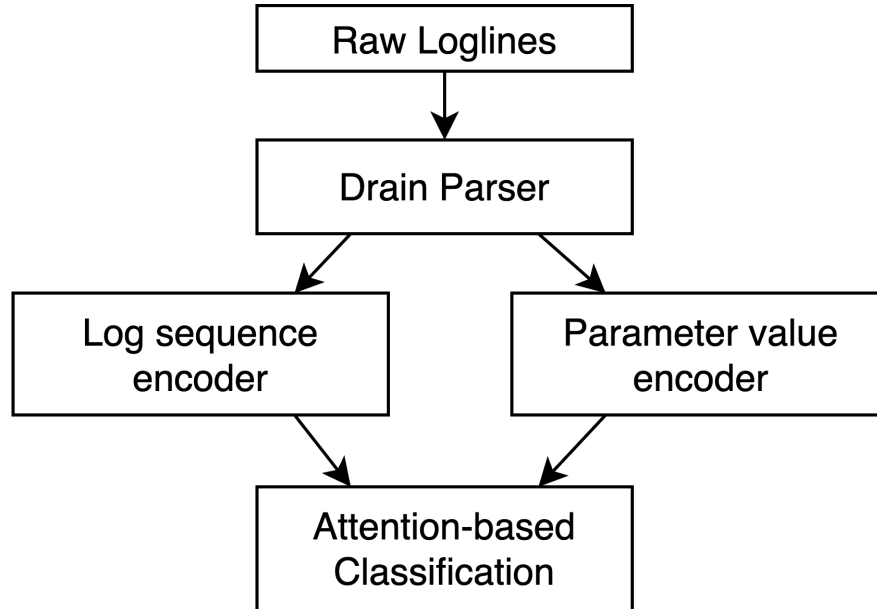 Raw Loglines
Drain Parser
Log sequence
encoder
Parameter value
encoder
Attention-based
Classification